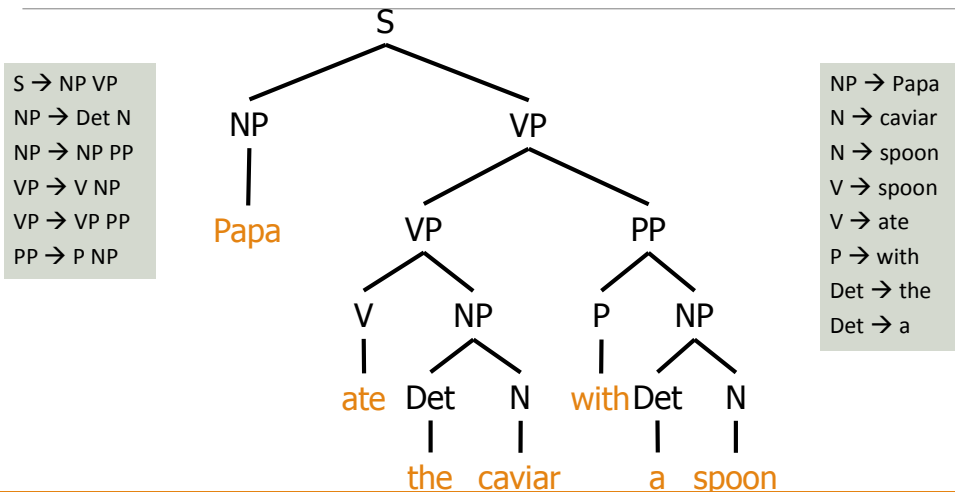 S
S → NP VP
NP → Det N
NP → NP PP
VP → V NP
VP → VP PP
PP → P NP
NP VP
Papa VP PP
V NP P NP
ate Det N with Det N
the caviar a spoon
NP → Papa
N → caviar
N → spoon
V → spoon
V → ate
P → with
Det → the
Det → a